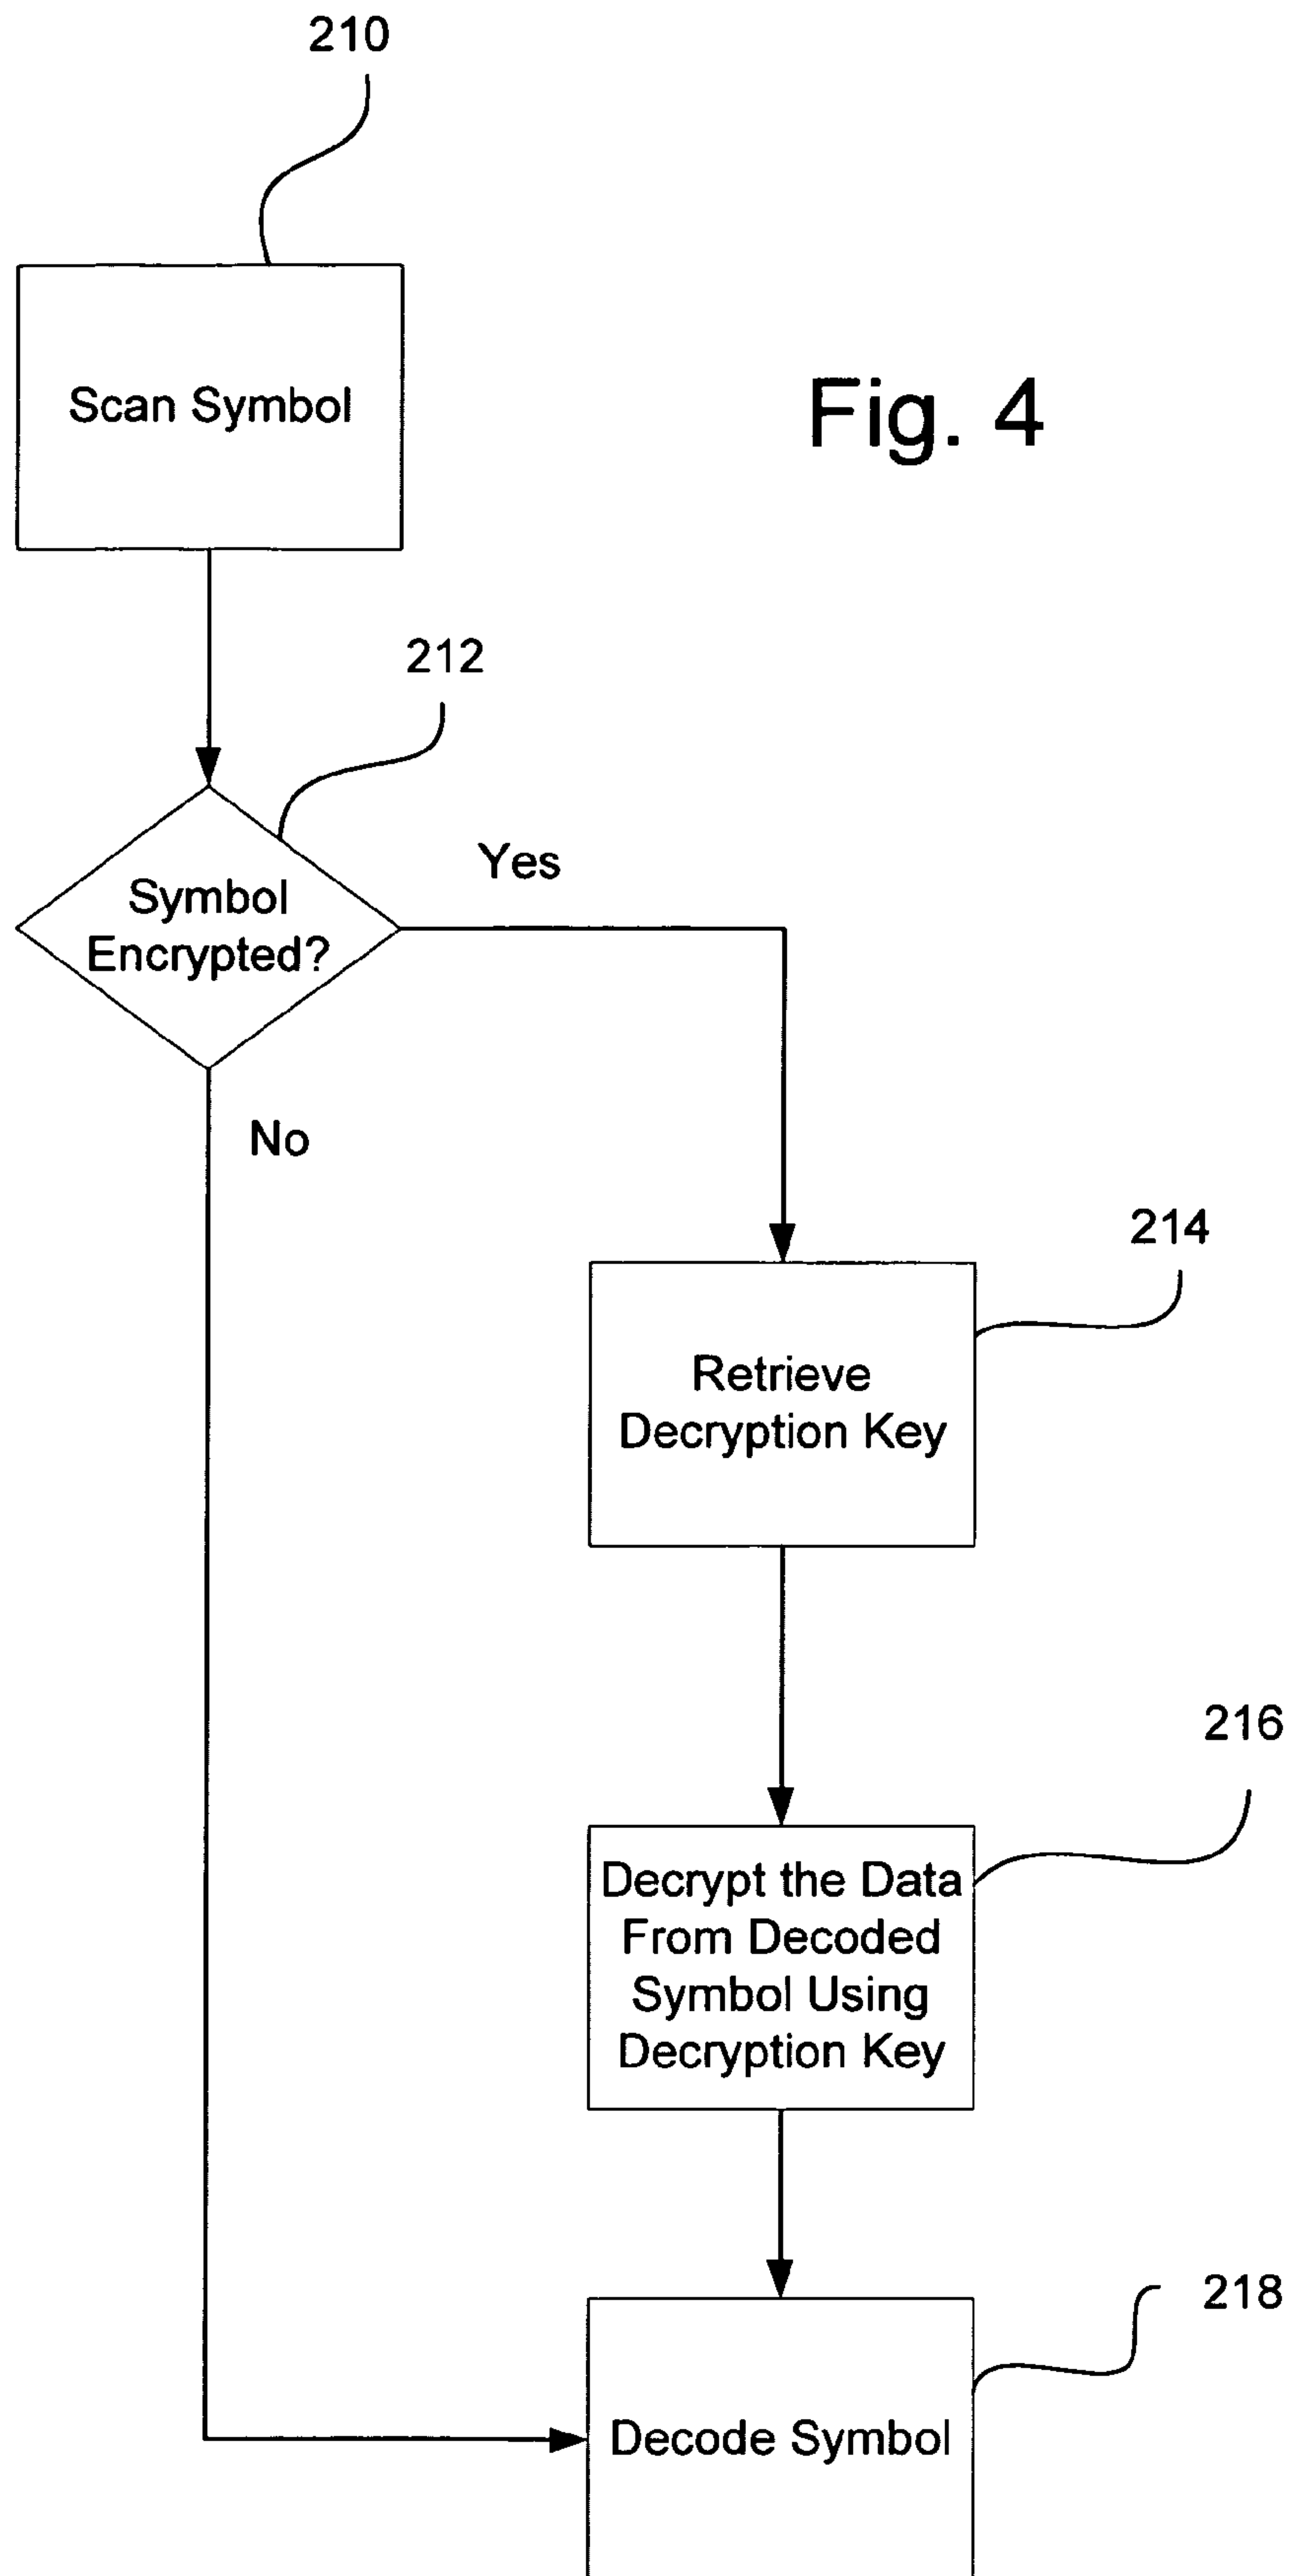 210
Scan Symbol
Fig. 4
212
Symbol
Encrypted?
Yes
No
214
Retrieve
Decryption Key
216
Decrypt the Data
From Decoded
Symbol Using
Decryption Key
218
Decode Symbol